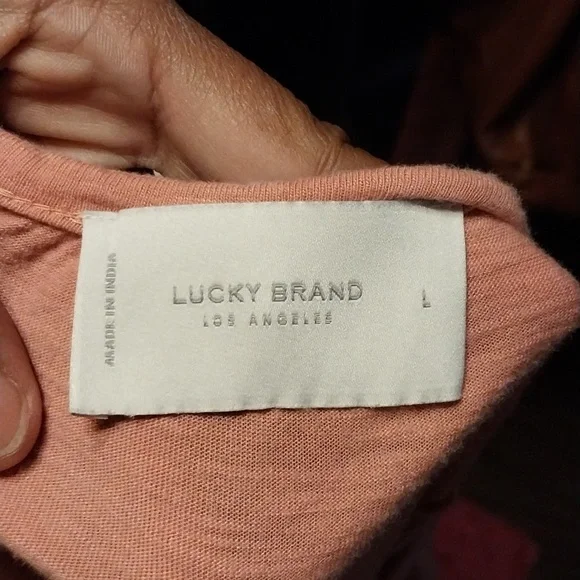 MADE IN INDIA
LUCKY BRAND
LOS ANGELES
L